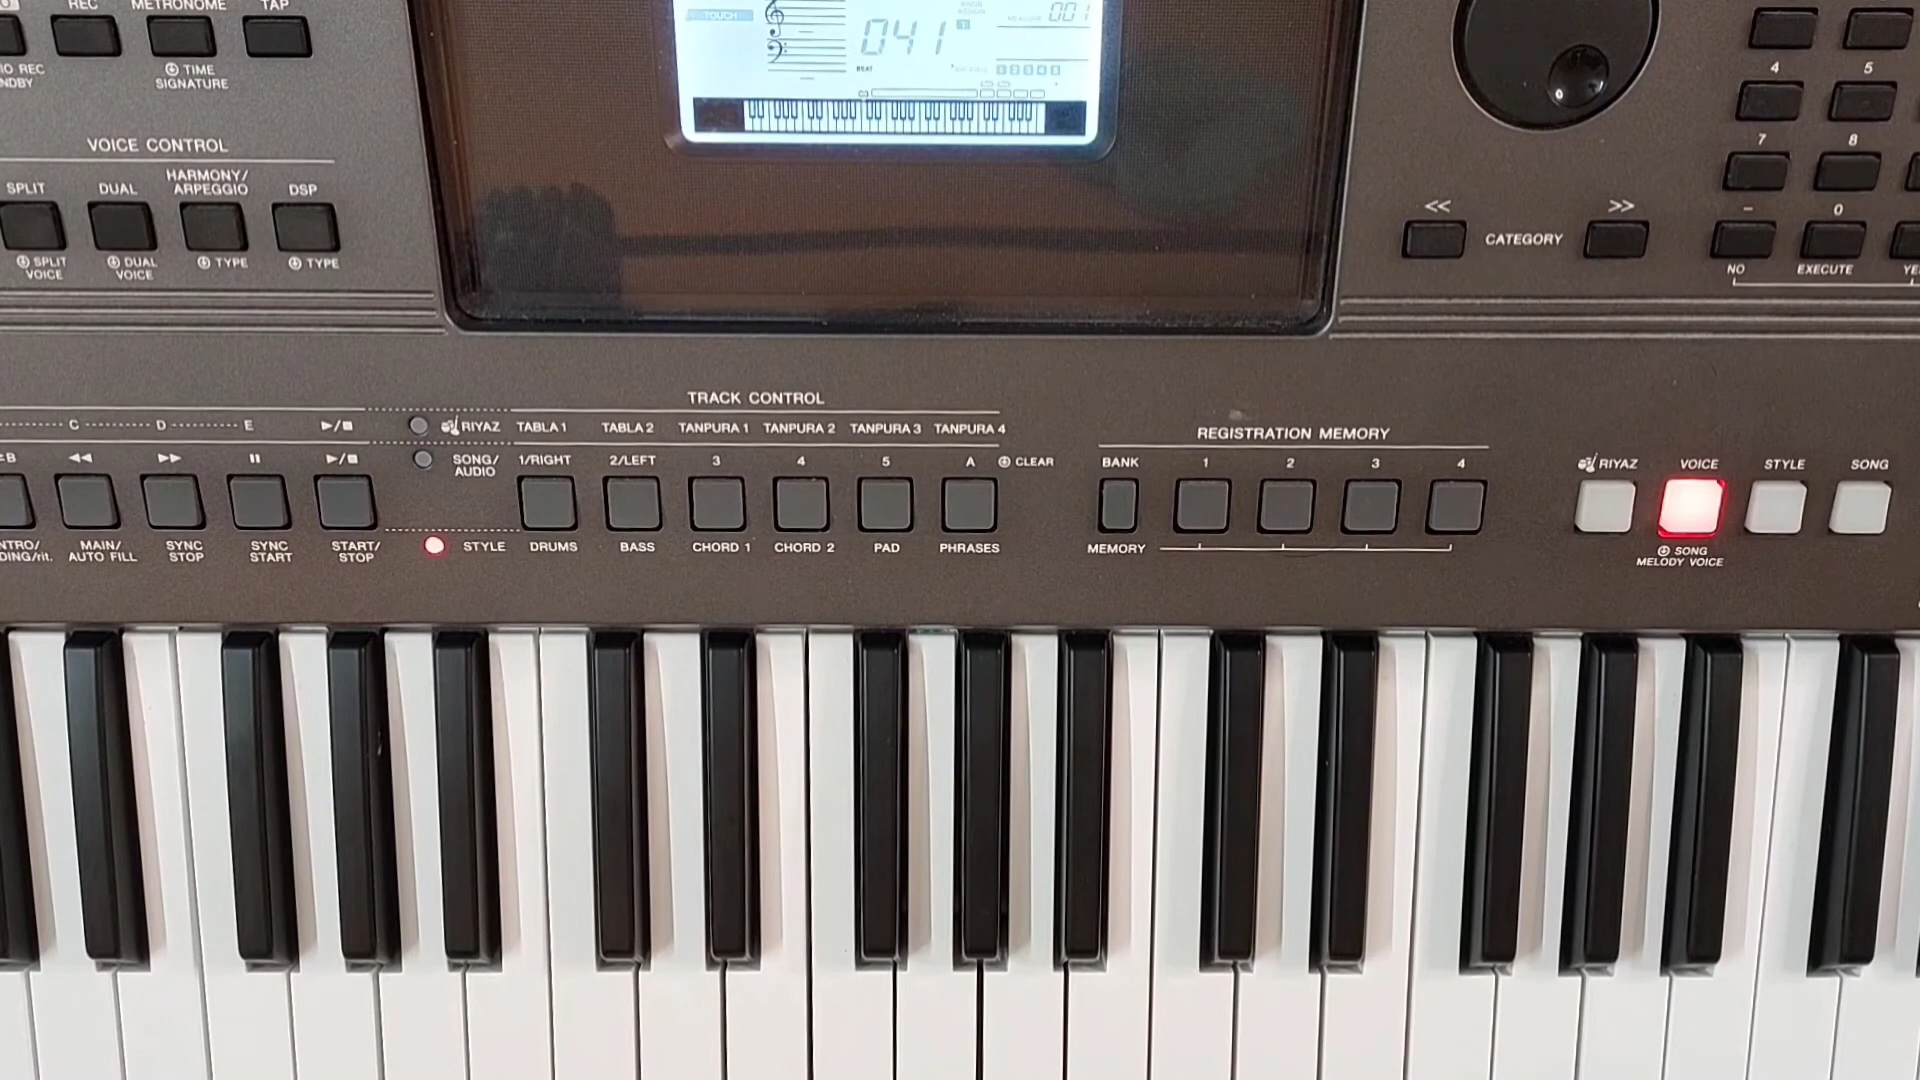 REC
METRONOME
TAP
TIME
SIGNATURE
VOICE CONTROL
SPLIT
DUAL
HARMONY/
ARPEGGIO
DSP
SPLIT
VOICE
DUAL
VOICE
TYPE
TYPE
TOUCH
041
001
BEAT
C3
4
5
7
8
-
0
<<
CATEGORY
>>
NO
EXECUTE
TRACK CONTROL
C
D
E
RIYAZ
TABLA 1
TABLA 2
TANPURA 1
TANPURA 2
TANPURA 3
TANPURA 4
SONG/
AUDIO
1/RIGHT
2/LEFT
3
4
5
A
CLEAR
MAIN/
AUTO FILL
SYNC
STOP
SYNC
START
START/
STOP
STYLE
DRUMS
BASS
CHORD 1
CHORD 2
PAD
PHRASES
REGISTRATION MEMORY
BANK
1
2
3
4
MEMORY
RIYAZ
VOICE
STYLE
SONG
SONG
MELODY VOICE